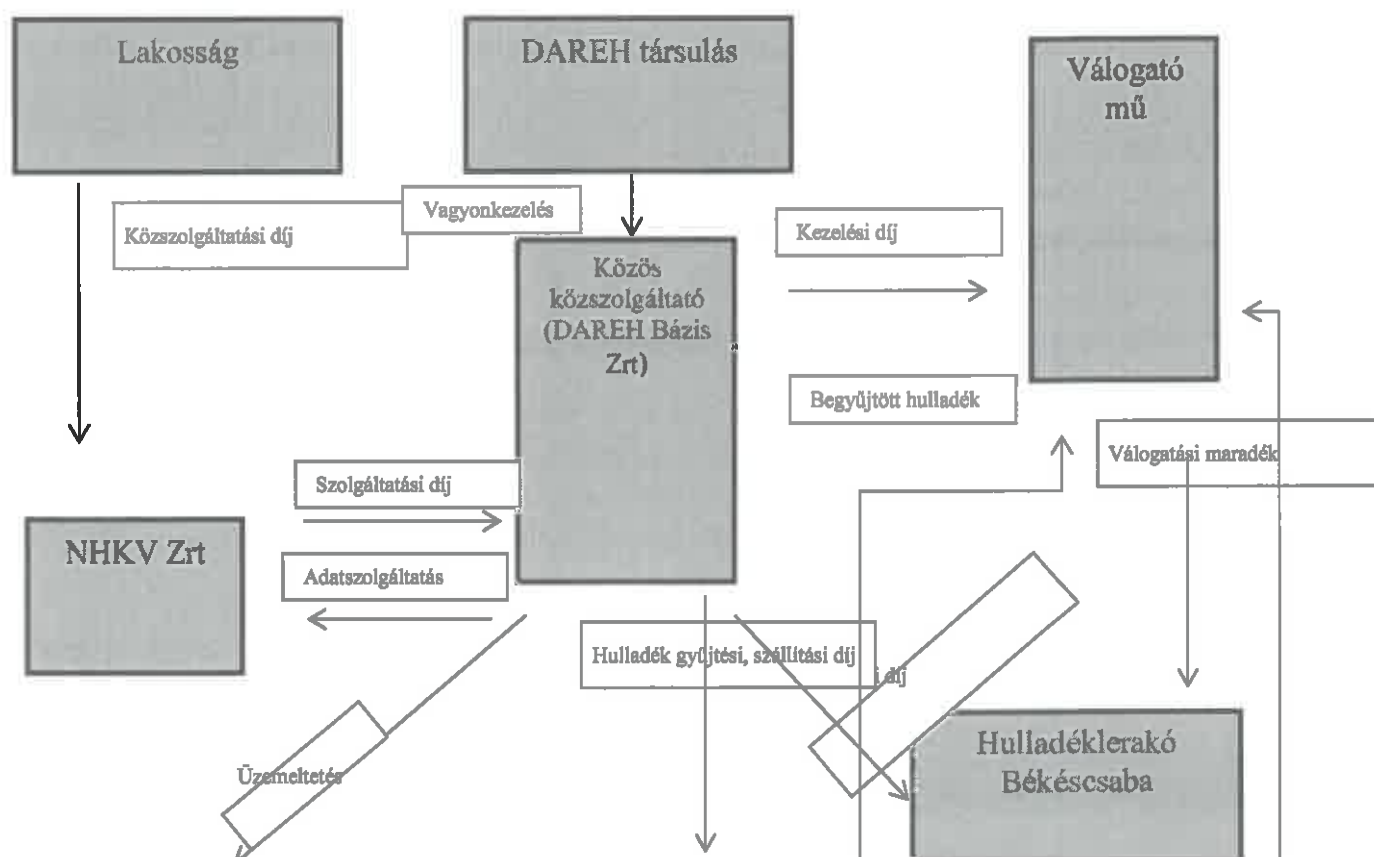 Lakosság
DAREH társulás
Válogató
mű
Vagyonkezelés
Közszolgáltatási díj
Kezelési díj
Közös
közszolgáltató
(DAREH Bázis
Zrt)
Begyűjtött hulladék
Válogatási maradék
Szolgáltatási díj
NHKV Zrt
Adatszolgáltatás
Hulladék gyűjtési, szállítási díj
díj
Hulladéklerakó
Békéscsaba
Üzemeltetés